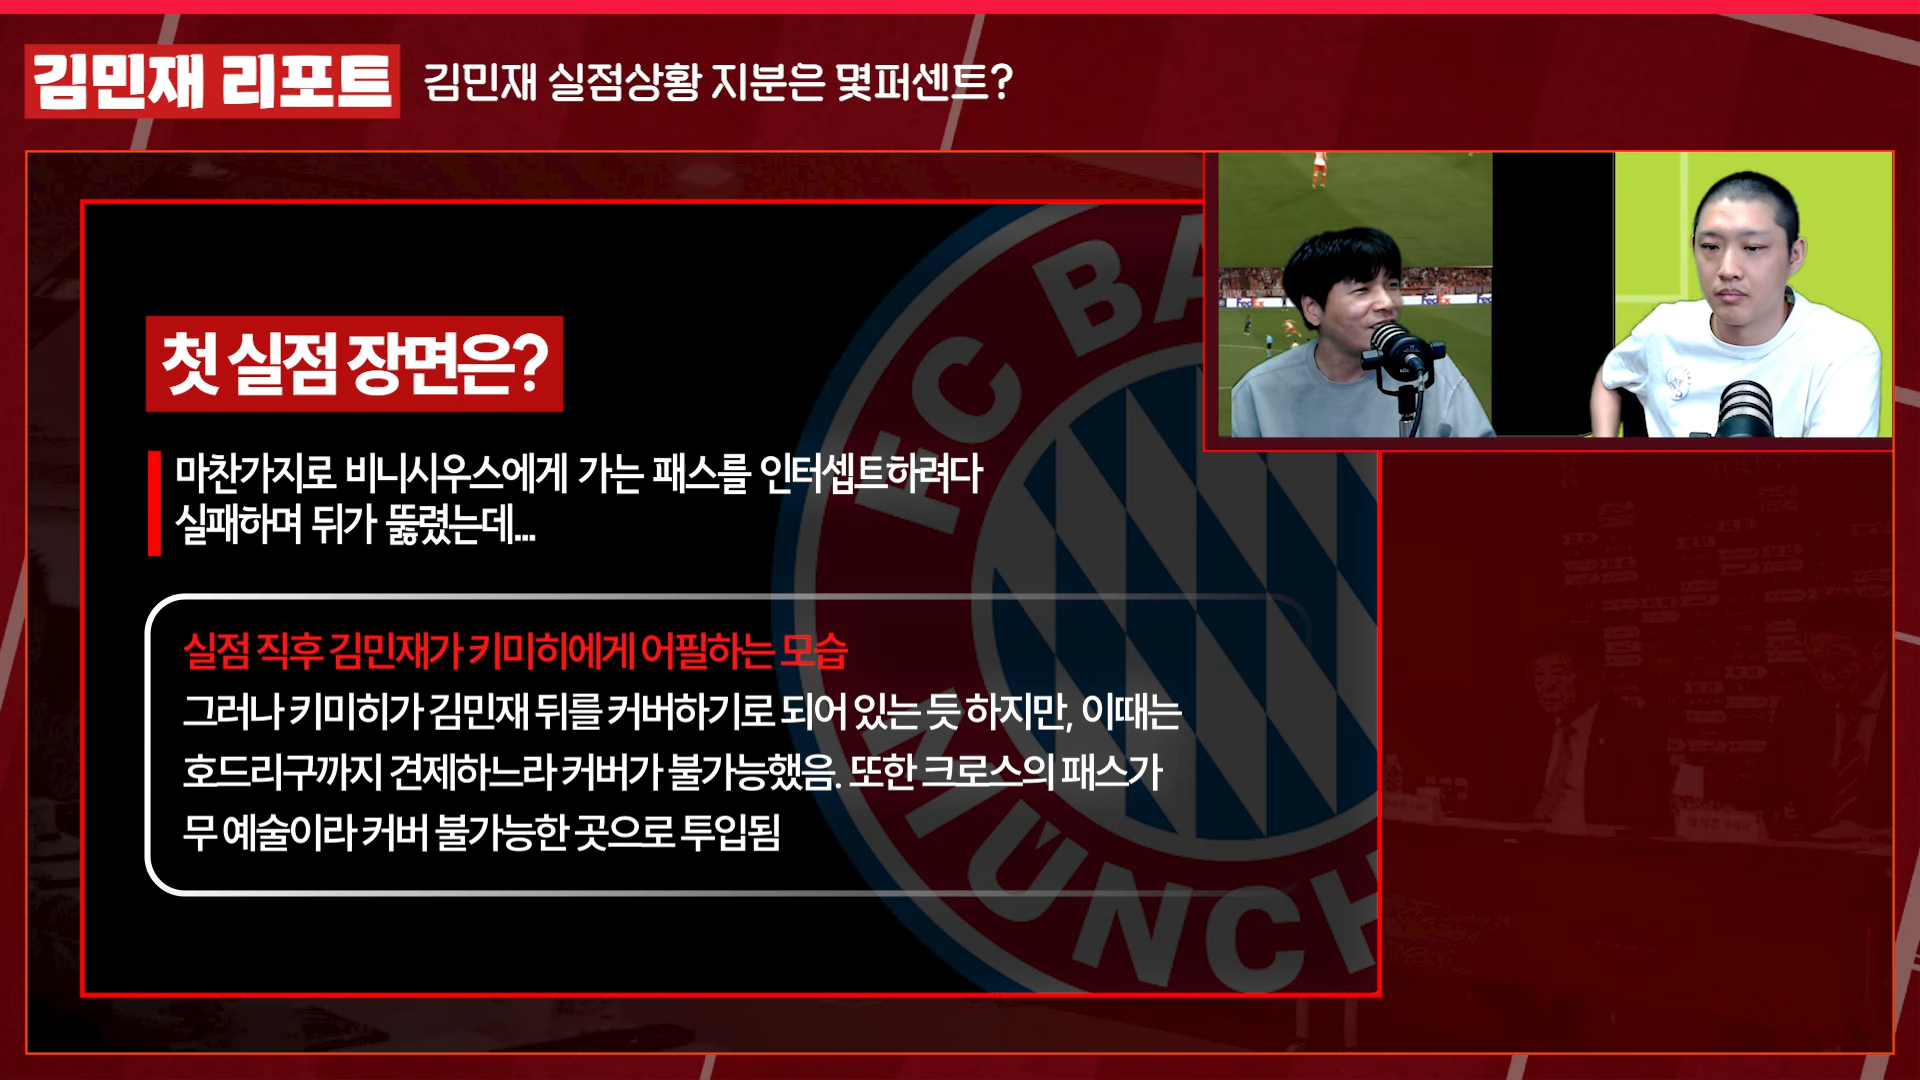 김민재 리포트
김민재 실점상황 지분은 몇퍼센트?
첫 실점 장면은?
마찬가지로 비니시우스에게 가는 패스를 인터셉트하려다
실패하며 뒤가 뚫렸는데...
실점 직후 김민재가 키미히에게 어필하는 모습
그러나 키미히가 김민재 뒤를 커버하기로 되어 있는 듯 하지만, 이때는
호드리구까지 견제하느라 커버가 불가능했음. 또한 크로스의 패스가
무 예술이라 커버 불가능한 곳으로 투입됨
FC BA
MÜNCH
FedEx
FedEx
FedEx